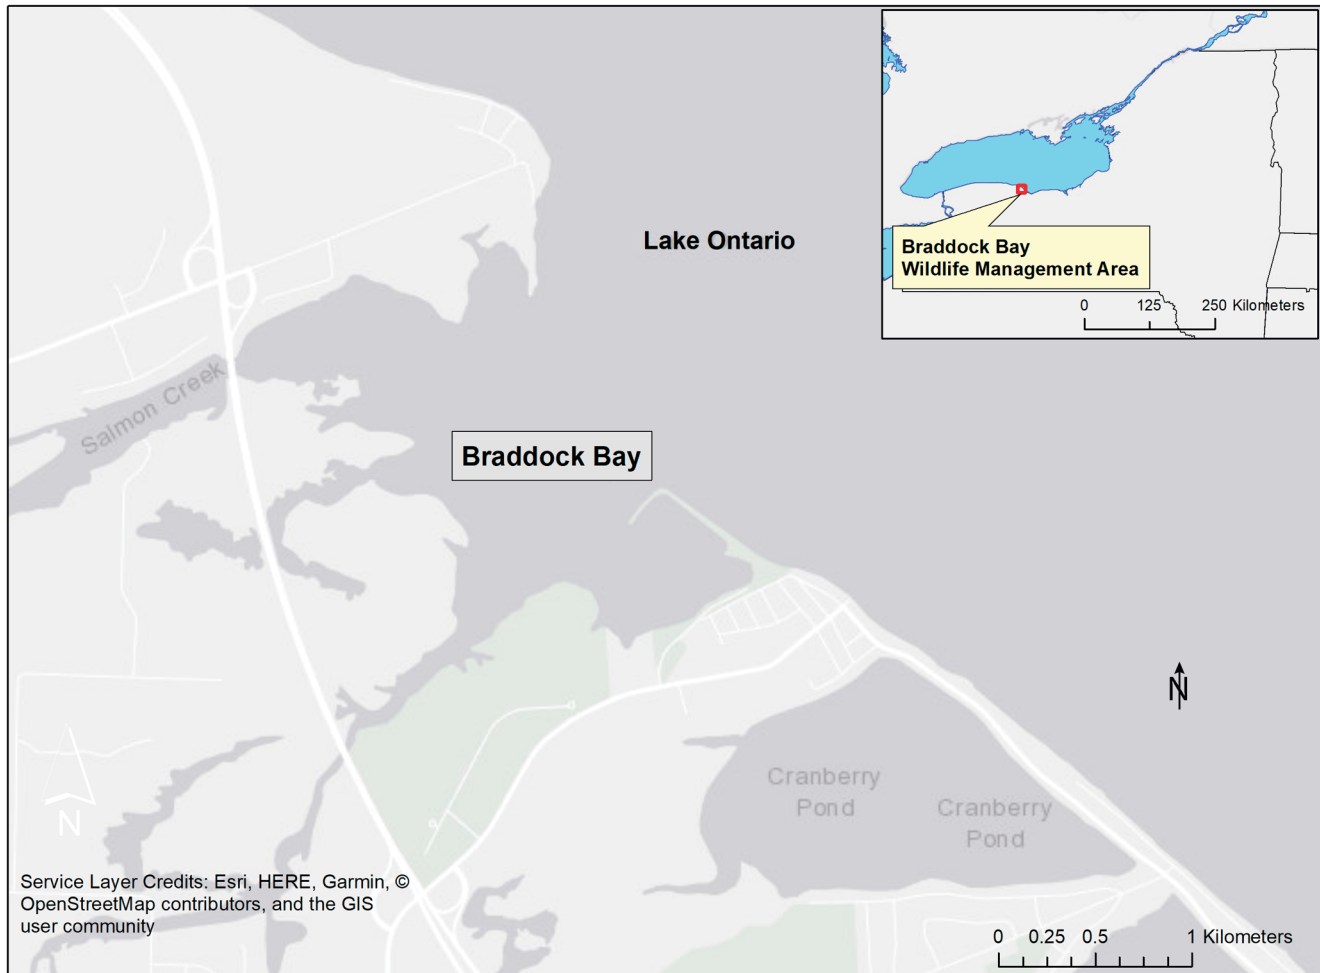 Lake Ontario
Braddock Bay
Wildlife Management Area
0 125 250 Kilometers
Salmon Creek
Braddock Bay
N
Cranberry
Pond
Cranberry
Pond
N
Service Layer Credits: Esri, HERE, Garmin, ©
OpenStreetMap contributors, and the GIS
user community
0 0.25 0.5 1 Kilometers